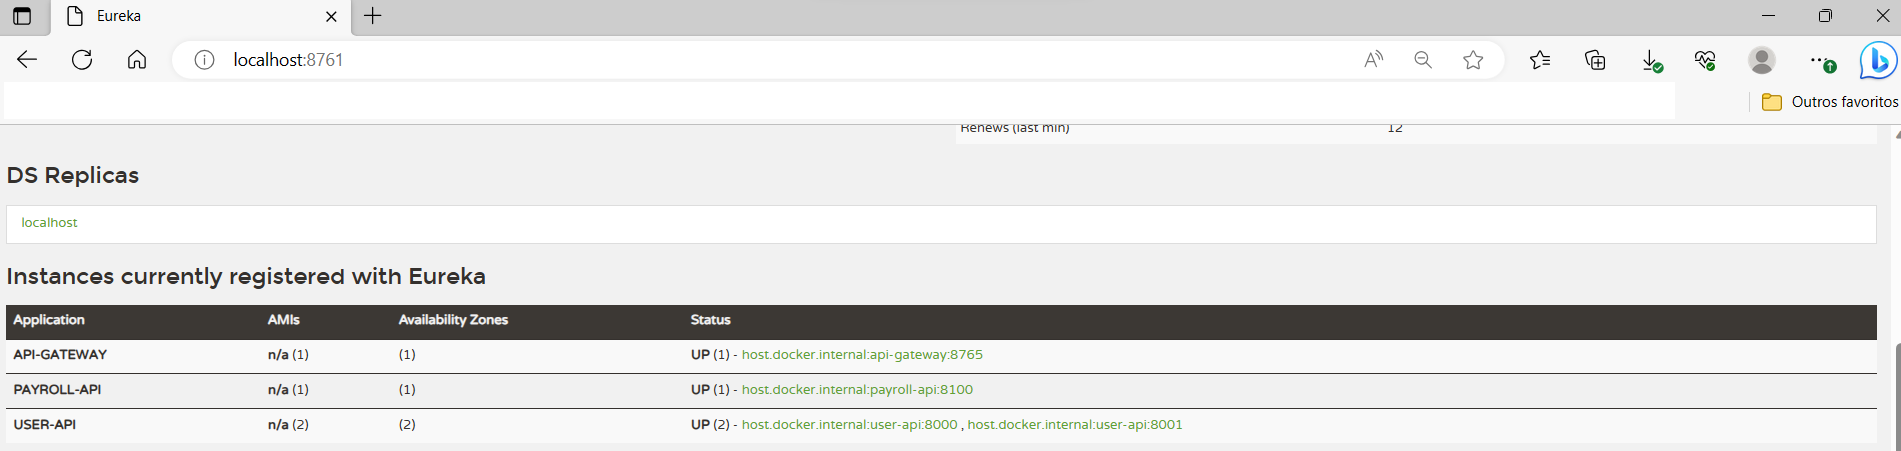 Eureka
localhost:8761
Outros favoritos
Renews (last min) 12
DS Replicas
localhost
Instances currently registered with Eureka
Application AMIs Availability Zones Status
API-GATEWAY n/a (1) (1) UP (1) - host.docker.internal:api-gateway:8765
PAYROLL-API n/a (1) (1) UP (1) - host.docker.internal:payroll-api:8100
USER-API n/a (2) (2) UP (2) - host.docker.internal:user-api:8000 , host.docker.internal:user-api:8001